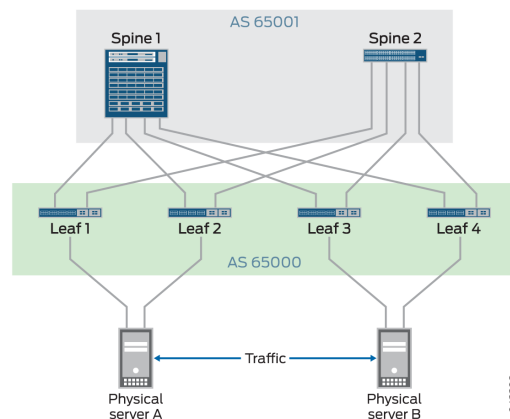 AS 65001
Spine 1
Spine 2
Leaf 1
Leaf 2
Leaf 3
Leaf 4
AS 65000
Traffic
Physical
server A
Physical
server B